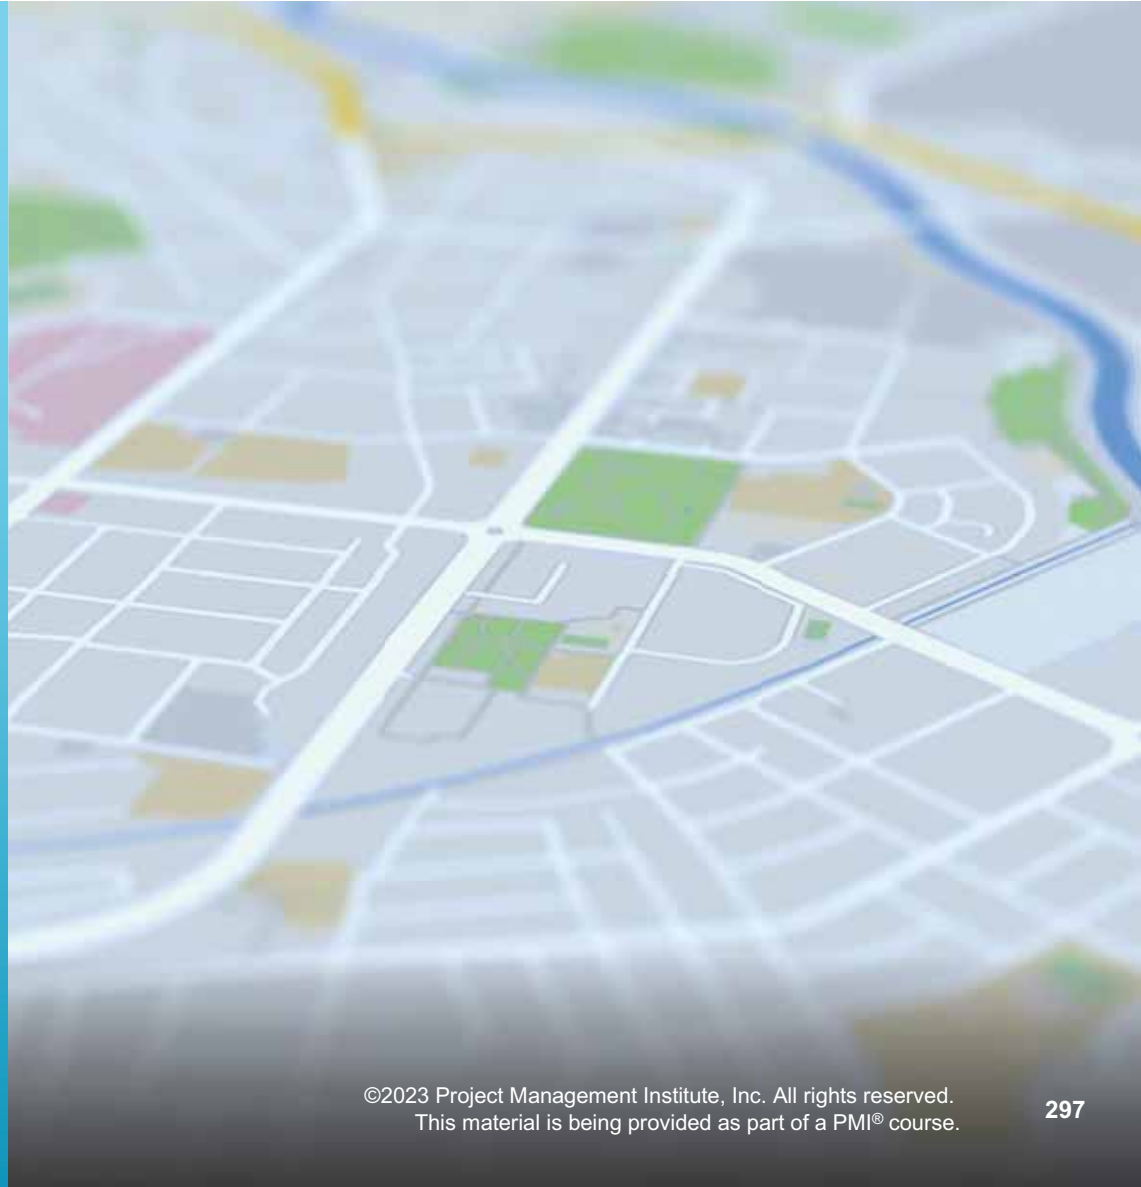 ©2023 Project Management Institute, Inc. All rights reserved.
This material is being provided as part of a PMI® course.
297